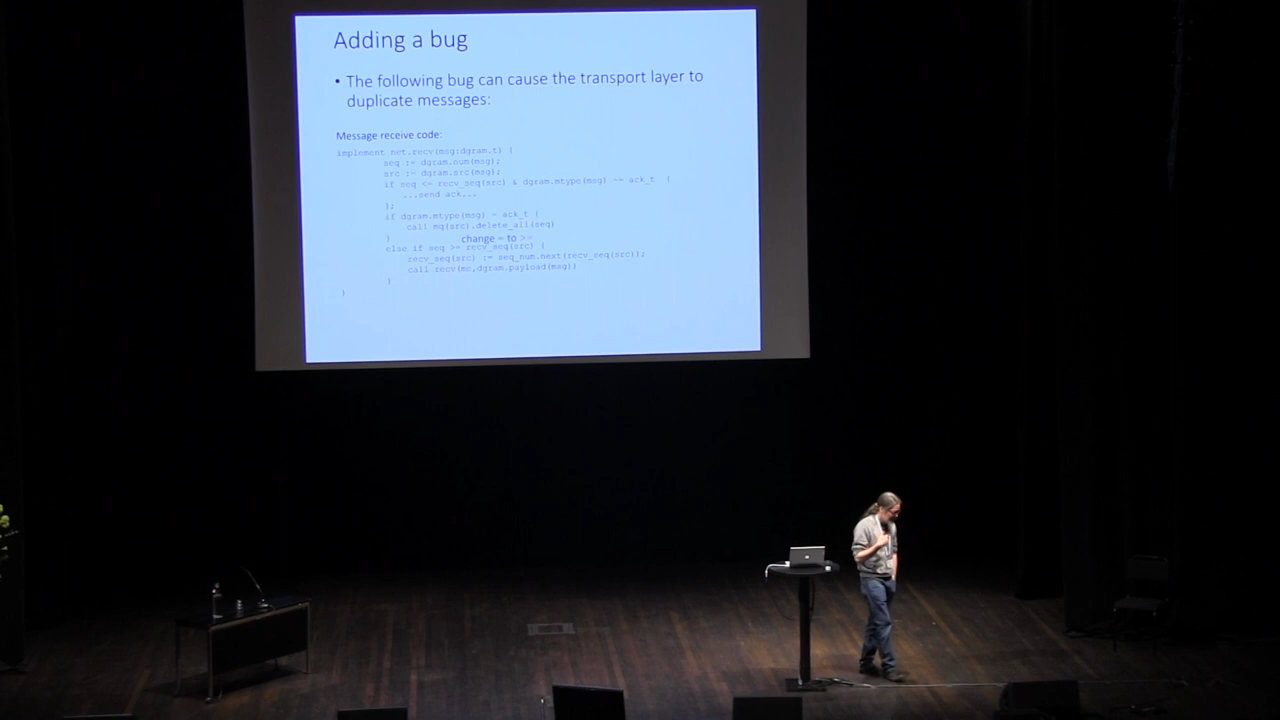 Adding a bug
• The following bug can cause the transport layer to
duplicate messages:
Message receive code:
implement net.recv(msg:dgram.t) {
seq := dgram.num(msg);
src := dgram.src(msg);
if seq <= recv_seq(src) & dgram.mtype(msg) ~= ack_t {
...send ack...
};
if dgram.mtype(msg) = ack_t {
call mq(src).delete_all(seq)
}
change = to >=
else if seq >= recv_seq(src) {
recv_seq(src) := seq_num.next(recv_seq(src));
call recv(me,dgram.payload(msg))
}
}